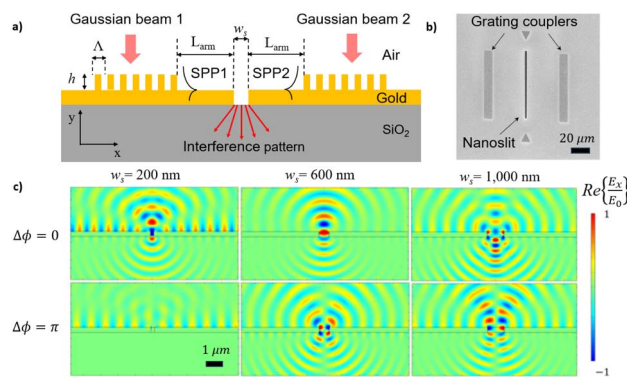 a)
Gaussian beam 1
Gaussian beam 2
Λ
L_arm
w_s
L_arm
Air
h
SPP1
SPP2
Gold
y
x
Interference pattern
SiO₂
b)
Grating couplers
Nanoslit
20 μm
c)
w_s= 200 nm
w_s= 600 nm
w_s= 1,000 nm
Re{E_X/E_0}
Δϕ = 0
1
Δϕ = π
1 μm
−1